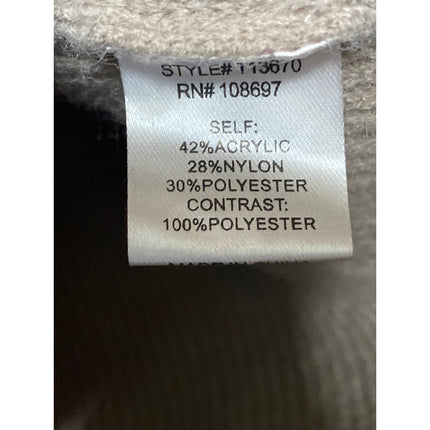 STYLE# 113670
RN# 108697
SELF:
42%ACRYLIC
28%NYLON
30%POLYESTER
CONTRAST:
100%POLYESTER